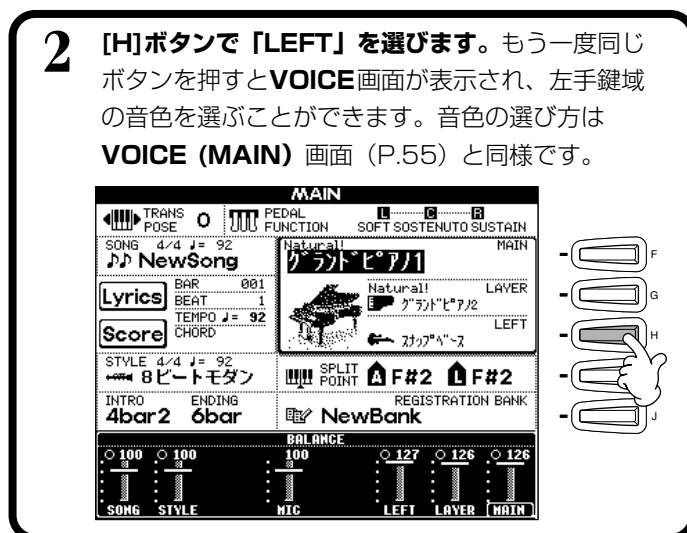 2 [H]ボタンで「LEFT」を選びます。もう一度同じ
ボタンを押すとVOICE画面が表示され、左手鍵域
の音色を選ぶことができます。音色の選び方は
VOICE (MAIN) 画面（P.55）と同様です。
MAIN
TRANS POSE 0
PEDAL FUNCTION
L C R
SOFT SOSTENUTO SUSTAIN
SONG 4/4 ♩= 92
NewSong
Natural! MAIN
グランドピアノ1
Lyrics
BAR 001
BEAT 1
TEMPO ♩= 92
Score
CHORD
Natural! LAYER
グランドピアノ2
LEFT
スナップベース
STYLE 4/4 ♩= 92
8ビートモダン
SPLIT POINT A F#2 L F#2
INTRO ENDING
4bar2 6bar
REGISTRATION BANK
NewBank
BALANCE
100 100 100 127 126 126
SONG STYLE MIC LEFT LAYER MAIN
F
G
H
J